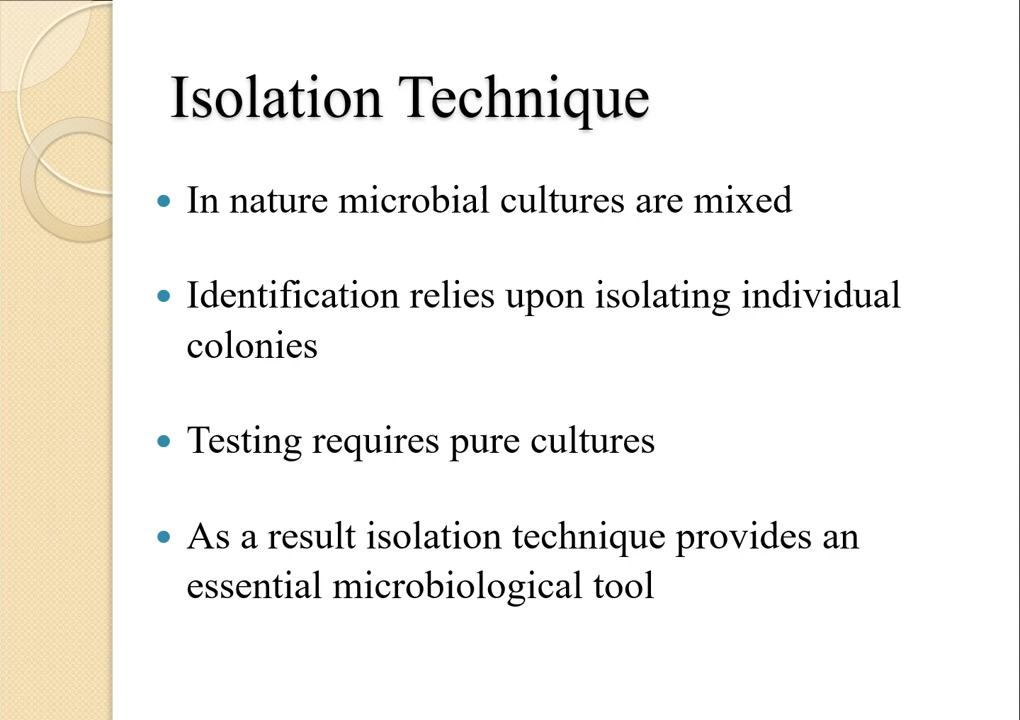 Isolation Technique
• In nature microbial cultures are mixed
• Identification relies upon isolating individual
colonies
• Testing requires pure cultures
• As a result isolation technique provides an
essential microbiological tool